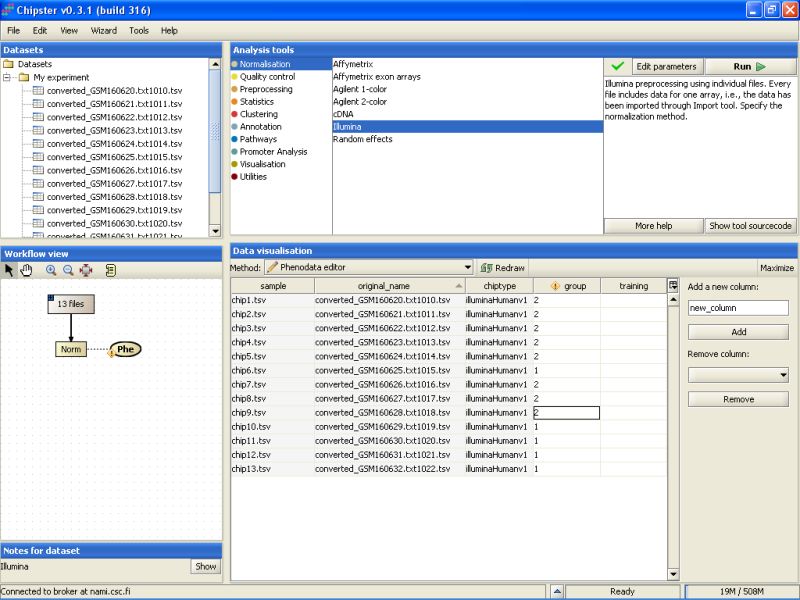 Chipster v0.3.1 (build 316)
File Edit View Wizard Tools Help
Datasets
Datasets
My experiment
converted_GSM160620.txt1010.tsv
converted_GSM160621.txt1011.tsv
converted_GSM160622.txt1012.tsv
converted_GSM160623.txt1013.tsv
converted_GSM160624.txt1014.tsv
converted_GSM160625.txt1015.tsv
converted_GSM160626.txt1016.tsv
converted_GSM160627.txt1017.tsv
converted_GSM160628.txt1018.tsv
converted_GSM160629.txt1019.tsv
converted_GSM160630.txt1020.tsv
converted_GSM160631.txt1021.tsv
Analysis tools
Normalisation
Quality control
Preprocessing
Statistics
Clustering
Annotation
Pathways
Promoter Analysis
Visualisation
Utilities
Affymetrix
Affymetrix exon arrays
Agilent 1-color
Agilent 2-color
cDNA
Illumina
Random effects
Edit parameters Run
Illumina preprocessing using individual files. Every
file includes data for one array, i.e., the data has
been imported through Import tool. Specify the
normalization method.
More help Show tool sourcecode
Workflow view
13 files
Norm Phe
Notes for dataset
Illumina Show
Data visualisation
Method: Phenodata editor Redraw Maximize
sample original_name chiptype group training
chip1.tsv converted_GSM160620.txt1010.tsv illuminaHumanv1 2
chip2.tsv converted_GSM160621.txt1011.tsv illuminaHumanv1 2
chip3.tsv converted_GSM160622.txt1012.tsv illuminaHumanv1 2
chip4.tsv converted_GSM160623.txt1013.tsv illuminaHumanv1 2
chip5.tsv converted_GSM160624.txt1014.tsv illuminaHumanv1 2
chip6.tsv converted_GSM160625.txt1015.tsv illuminaHumanv1 1
chip7.tsv converted_GSM160626.txt1016.tsv illuminaHumanv1 2
chip8.tsv converted_GSM160627.txt1017.tsv illuminaHumanv1 2
chip9.tsv converted_GSM160628.txt1018.tsv illuminaHumanv1 2
chip10.tsv converted_GSM160629.txt1019.tsv illuminaHumanv1 1
chip11.tsv converted_GSM160630.txt1020.tsv illuminaHumanv1 1
chip12.tsv converted_GSM160631.txt1021.tsv illuminaHumanv1 1
chip13.tsv converted_GSM160632.txt1022.tsv illuminaHumanv1 1
Add a new column:
new_column
Add
Remove column:
Remove
Connected to broker at nami.csc.fi Ready 19M / 508M